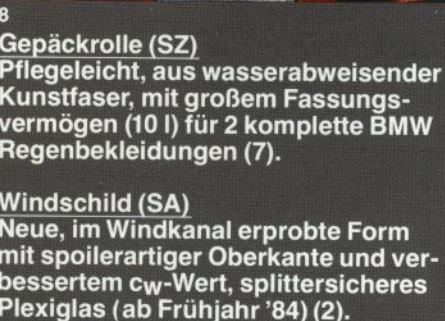 8
Gepäckrolle (SZ)
Pflegeleicht, aus wasserabweisender
Kunstfaser, mit großem Fassungs-
vermögen (10 l) für 2 komplette BMW
Regenbekleidungen (7).
Windschild (SA)
Neue, im Windkanal erprobte Form
mit spoilerartiger Oberkante und ver-
bessertem cw-Wert, splittersicheres
Plexiglas (ab Frühjahr '84) (2).